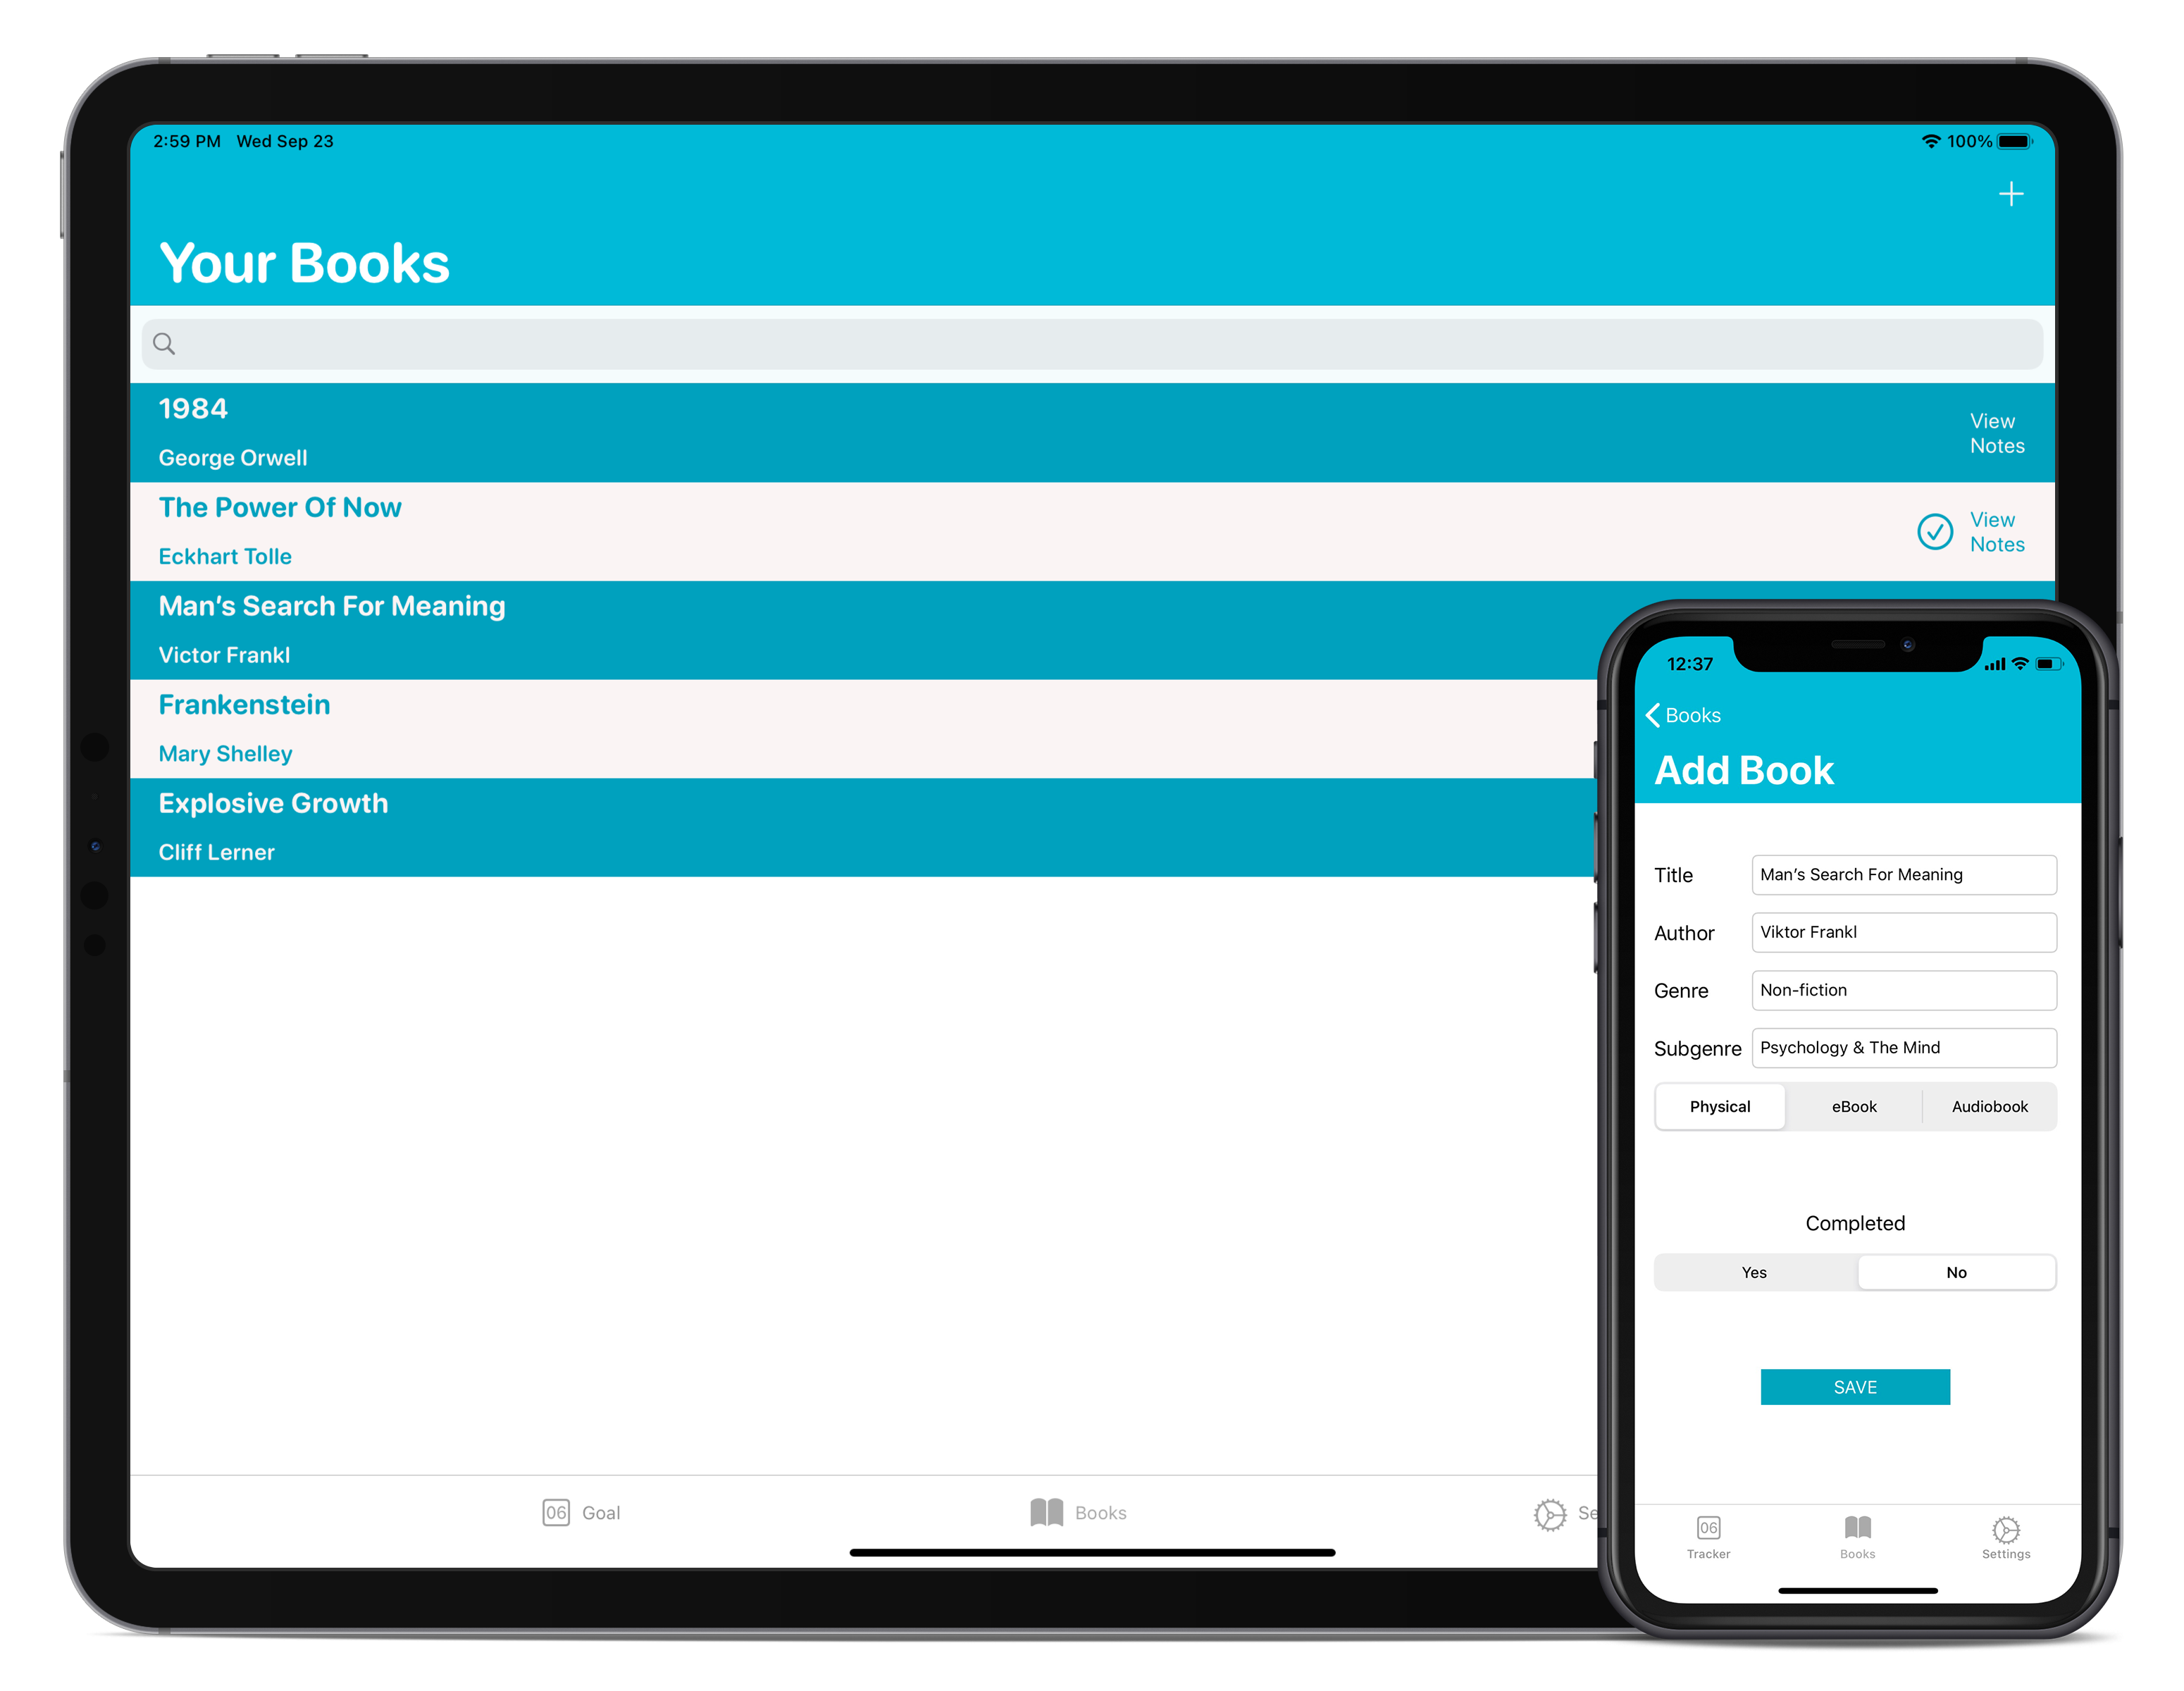 2:59 PM Wed Sep 23
100%
Your Books
1984
George Orwell
View
Notes
The Power Of Now
Eckhart Tolle
View
Notes
Man's Search For Meaning
Victor Frankl
Frankenstein
Mary Shelley
Explosive Growth
Cliff Lerner
06 Goal
Books
Se
12:37
Books
Add Book
Title Man's Search For Meaning
Author Viktor Frankl
Genre Non-fiction
Subgenre Psychology & The Mind
Physical eBook Audiobook
Completed
Yes No
SAVE
06
Tracker Books Settings